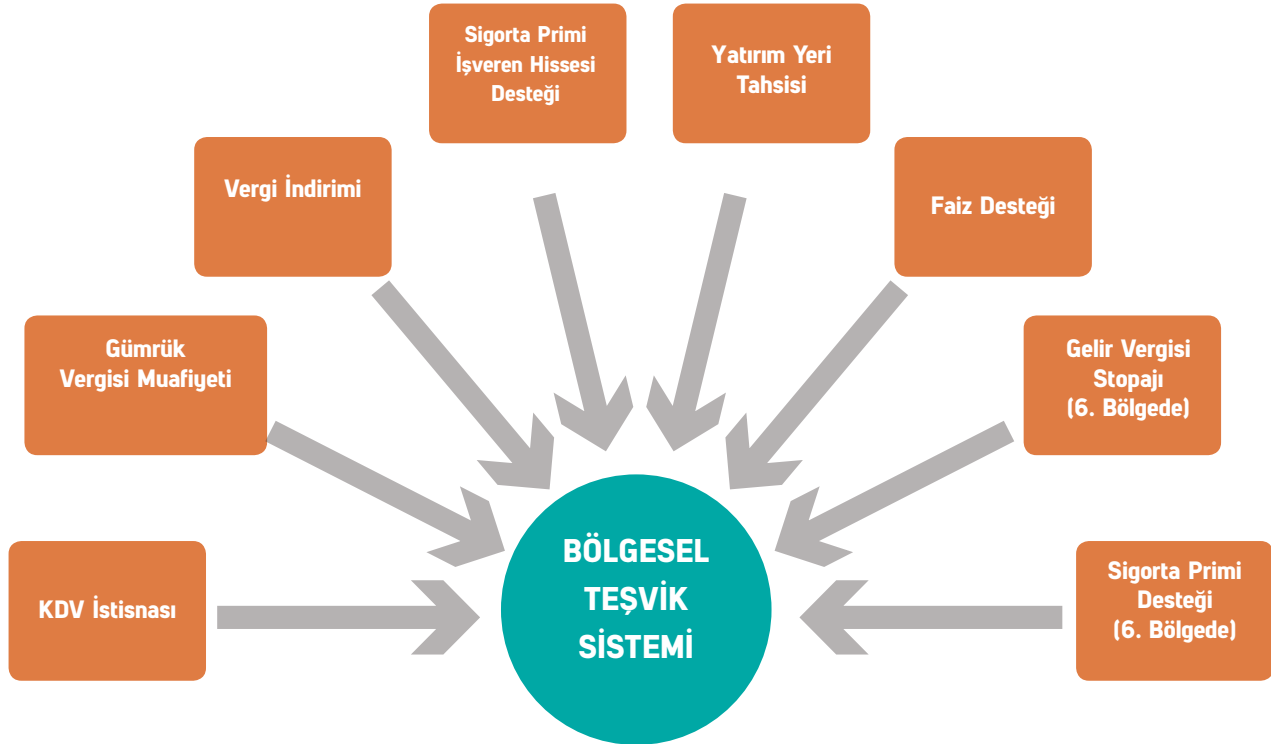 Sigorta Primi
İşveren Hissesi
Desteği
Yatırım Yeri
Tahsisi
Vergi İndirimi
Faiz Desteği
Gümrük
Vergisi Muafiyeti
Gelir Vergisi
Stopajı
(6. Bölgede)
KDV İstisnası
BÖLGESEL
TEŞVİK
SİSTEMİ
Sigorta Primi
Desteği
(6. Bölgede)